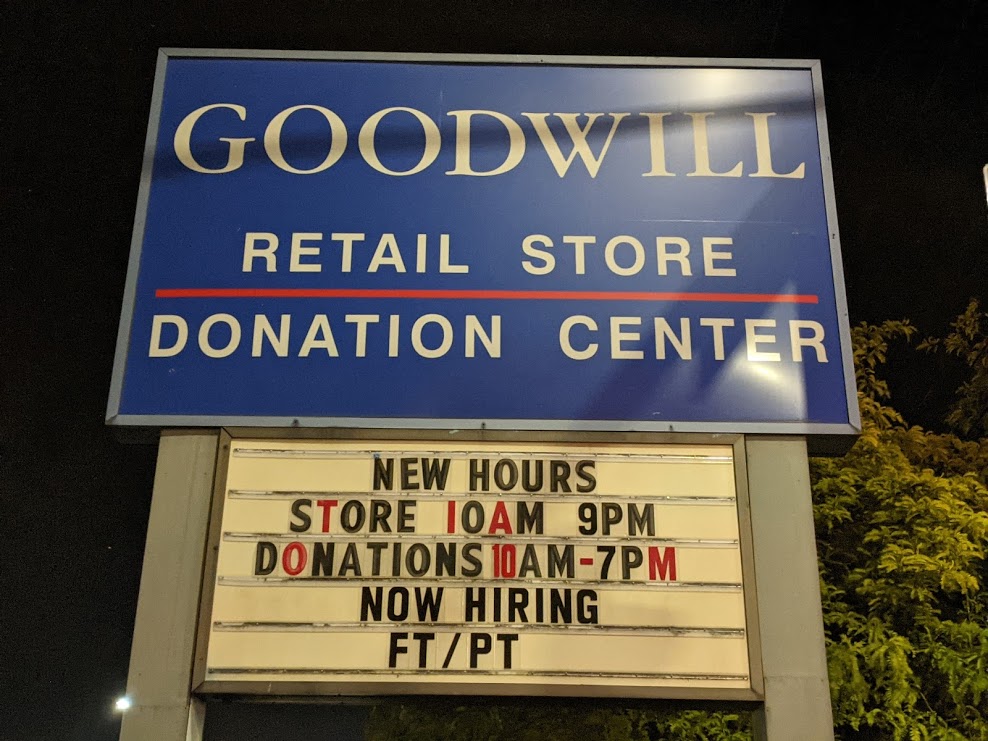 GOODWILL
RETAIL STORE
DONATION CENTER
NEW HOURS
STORE 10AM 9PM
DONATIONS 10AM-7PM
NOW HIRING
FT/PT